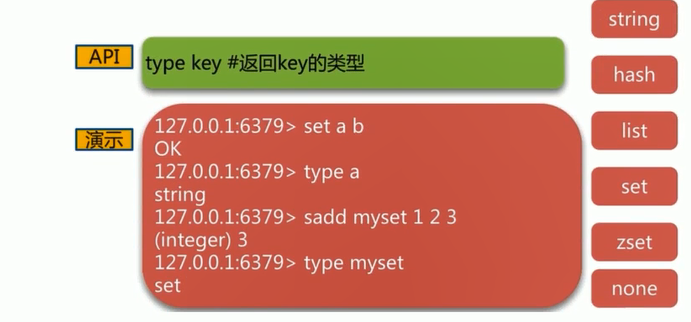 API
type key #返回key的类型
演示
127.0.0.1:6379> set a b
OK
127.0.0.1:6379> type a
string
127.0.0.1:6379> sadd myset 1 2 3
(integer) 3
127.0.0.1:6379> type myset
set
string
hash
list
set
zset
none